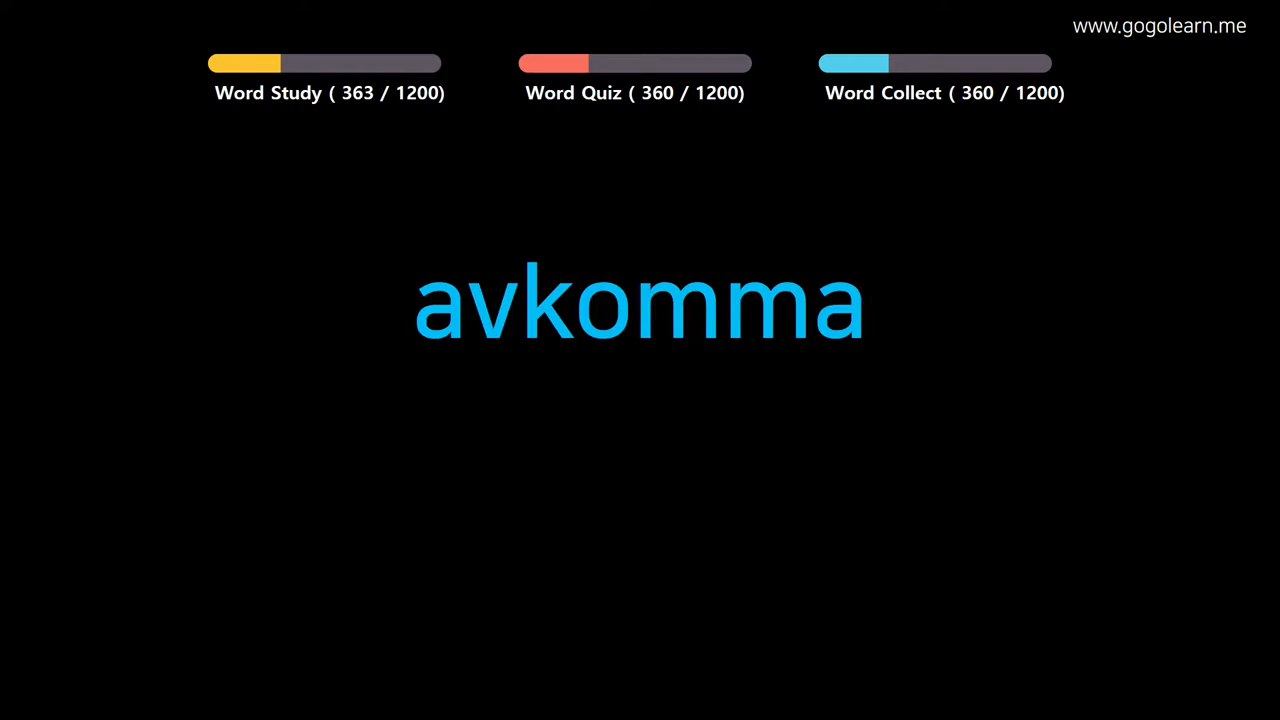 www.gogolearn.me
Word Study ( 363 / 1200)
Word Quiz ( 360 / 1200)
Word Collect ( 360 / 1200)
avkomma